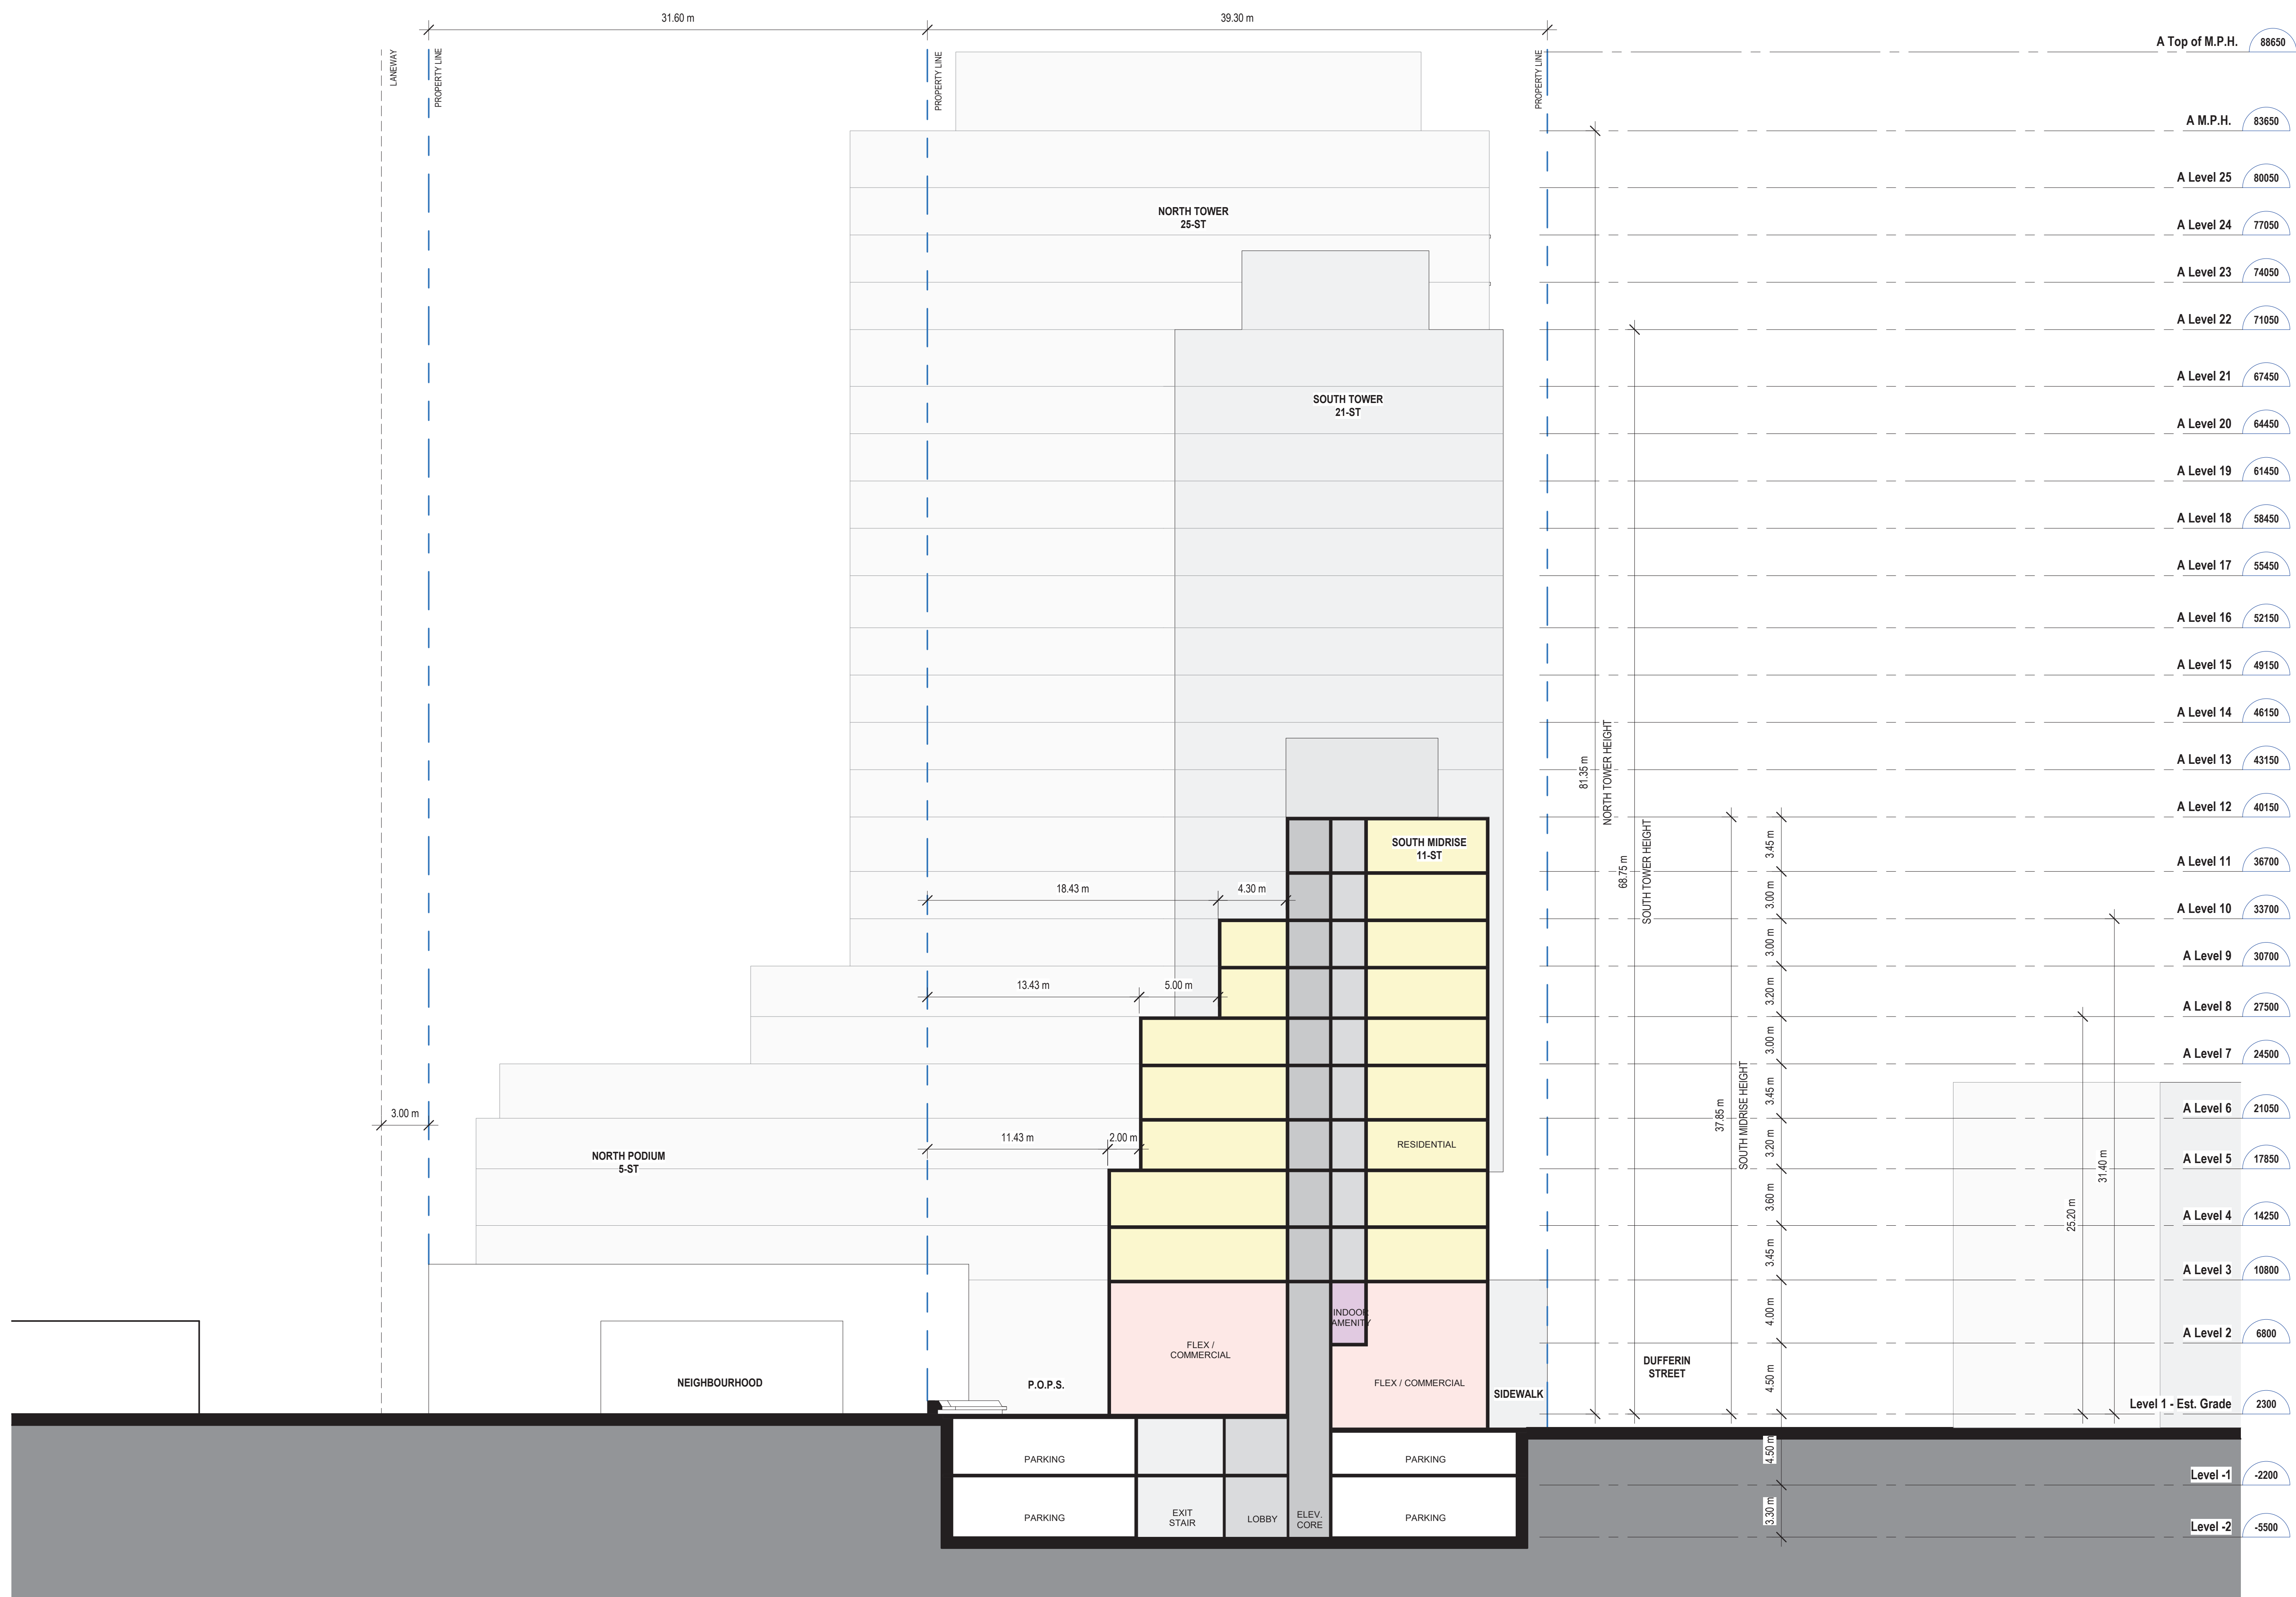 31.60 m
39.30 m
LANEWAY
PROPERTY LINE
PROPERTY LINE
PROPERTY LINE
A Top of M.P.H. 88650
A M.P.H. 83650
A Level 25 80050
NORTH TOWER
25-ST
A Level 24 77050
A Level 23 74050
A Level 22 71050
A Level 21 67450
SOUTH TOWER
21-ST
A Level 20 64450
A Level 19 61450
A Level 18 58450
A Level 17 55450
A Level 16 52150
A Level 15 49150
A Level 14 46150
81.35 m
NORTH TOWER HEIGHT
A Level 13 43150
A Level 12 40150
SOUTH MIDRISE
11-ST
3.45 m
A Level 11 36700
68.75 m
SOUTH TOWER HEIGHT
18.43 m
4.30 m
3.00 m
A Level 10 33700
3.00 m
A Level 9 30700
13.43 m
5.00 m
3.20 m
A Level 8 27500
3.00 m
A Level 7 24500
3.45 m
A Level 6 21050
3.00 m
37.85 m
SOUTH MIDRISE HEIGHT
11.43 m
2.00 m
RESIDENTIAL
3.20 m
NORTH PODIUM
5-ST
A Level 5 17850
31.40 m
3.60 m
25.20 m
A Level 4 14250
3.45 m
A Level 3 10800
INDOOR
AMENITY
4.00 m
A Level 2 6800
FLEX /
COMMERCIAL
DUFFERIN
STREET
NEIGHBOURHOOD
P.O.P.S.
FLEX / COMMERCIAL
SIDEWALK
4.50 m
Level 1 - Est. Grade 2300
PARKING
PARKING
4.50 m
Level -1 -2200
PARKING
EXIT
STAIR
LOBBY
ELEV.
CORE
PARKING
3.30 m
Level -2 -5500